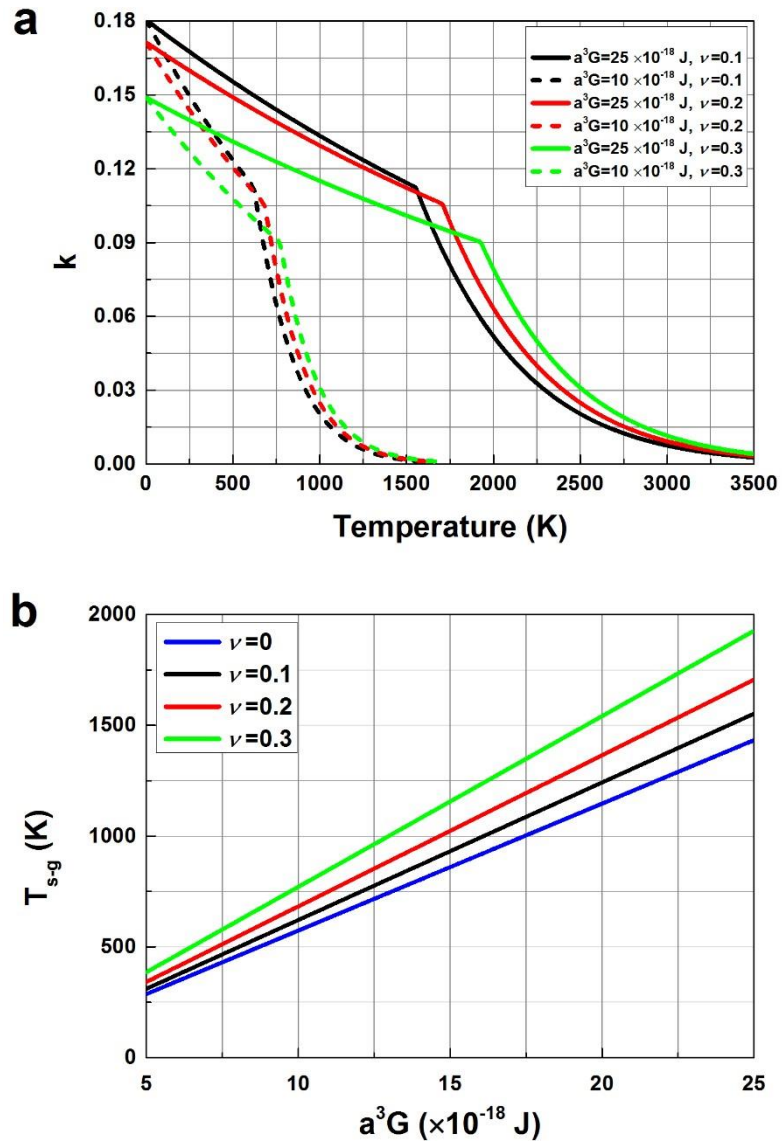 a
0.18
0.15
0.12
0.09
0.06
0.03
0.00
k
a³G=25 ×10⁻¹⁸ J, ν=0.1
a³G=10 ×10⁻¹⁸ J, ν=0.1
a³G=25 ×10⁻¹⁸ J, ν=0.2
a³G=10 ×10⁻¹⁸ J, ν=0.2
a³G=25 ×10⁻¹⁸ J, ν=0.3
a³G=10 ×10⁻¹⁸ J, ν=0.3
0 500 1000 1500 2000 2500 3000 3500
Temperature (K)
b
2000
1500
1000
500
0
T_{s-g} (K)
ν=0
ν=0.1
ν=0.2
ν=0.3
5 10 15 20 25
a³G (×10⁻¹⁸ J)